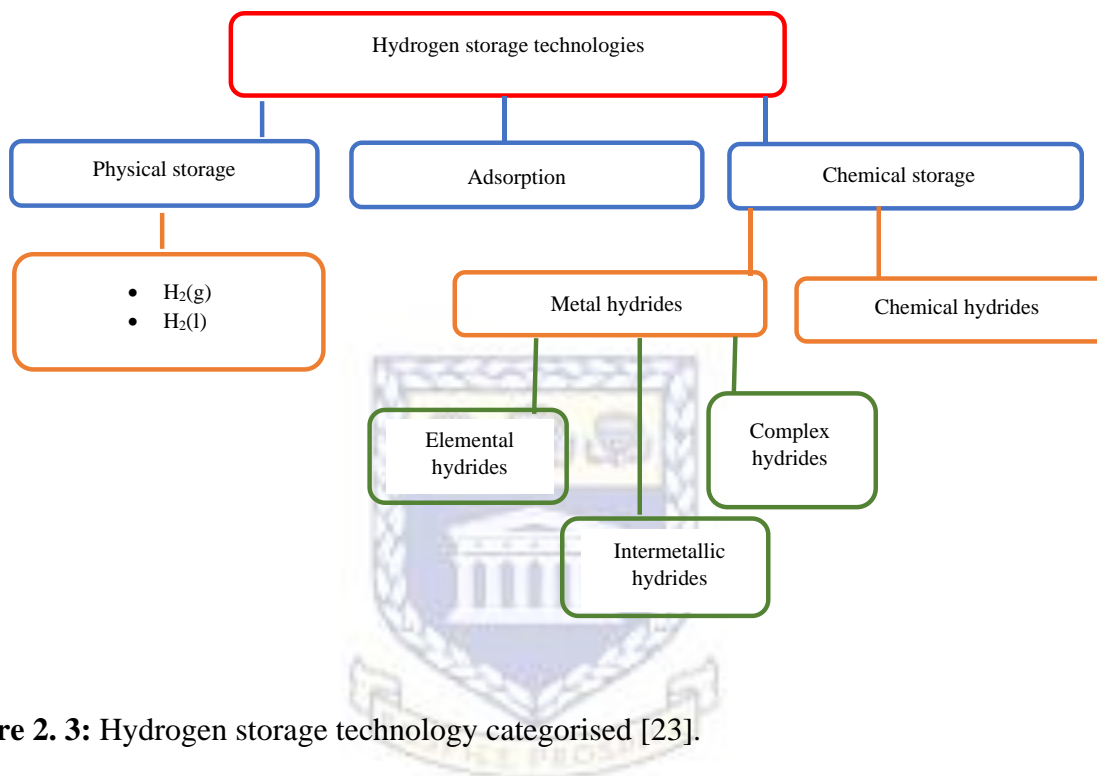 Hydrogen storage technologies
Physical storage
Adsorption
Chemical storage
• H₂(g)
• H₂(l)
Metal hydrides
Chemical hydrides
Elemental
hydrides
Complex
hydrides
Intermetallic
hydrides
re 2. 3: Hydrogen storage technology categorised [23].